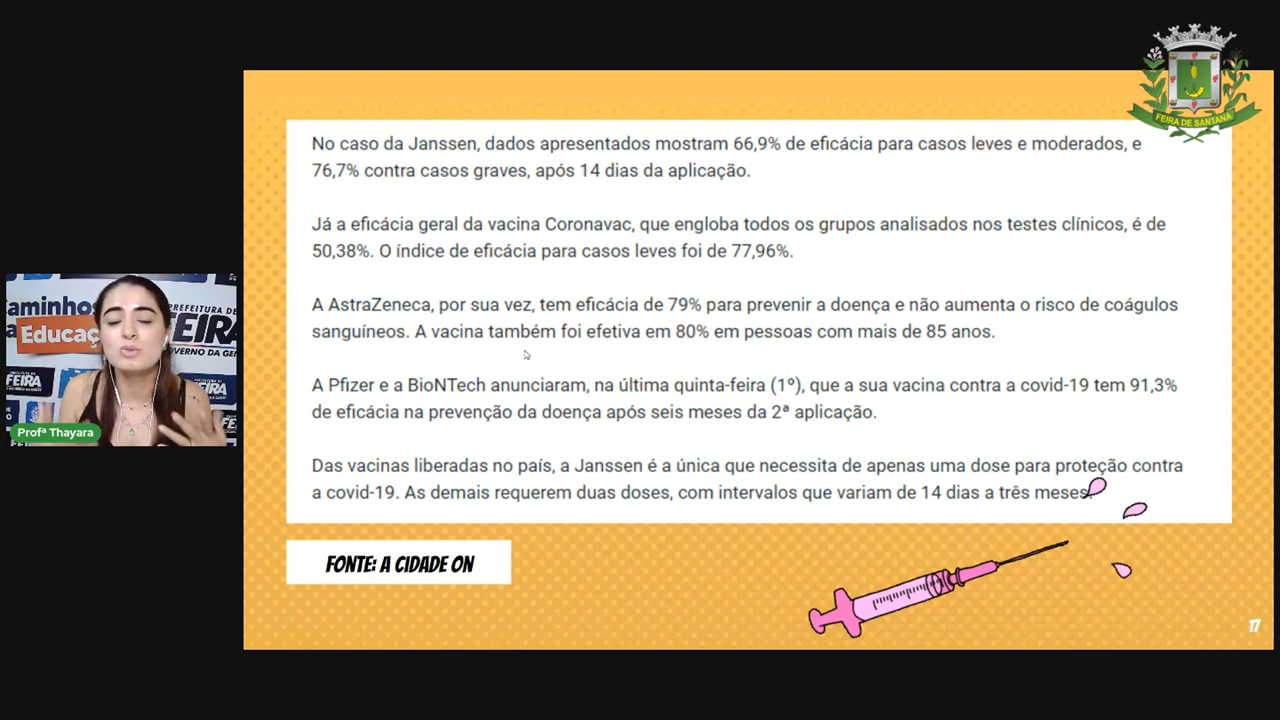 FEIRA DE SANTANA
No caso da Janssen, dados apresentados mostram 66,9% de eficácia para casos leves e moderados, e
76,7% contra casos graves, após 14 dias da aplicação.
Já a eficácia geral da vacina Coronavac, que engloba todos os grupos analisados nos testes clínicos, é de
50,38%. O índice de eficácia para casos leves foi de 77,96%.
A AstraZeneca, por sua vez, tem eficácia de 79% para prevenir a doença e não aumenta o risco de coágulos
sanguíneos. A vacina também foi efetiva em 80% em pessoas com mais de 85 anos.
A Pfizer e a BioNTech anunciaram, na última quinta-feira (1º), que a sua vacina contra a covid-19 tem 91,3%
de eficácia na prevenção da doença após seis meses da 2ª aplicação.
Das vacinas liberadas no país, a Janssen é a única que necessita de apenas uma dose para proteção contra
a covid-19. As demais requerem duas doses, com intervalos que variam de 14 dias a três meses.
FONTE: A CIDADE ON
17
aminhos
Educaç
PREFEITURA DE
FEIRA
OVERNO DA GEN
Profª Thayara